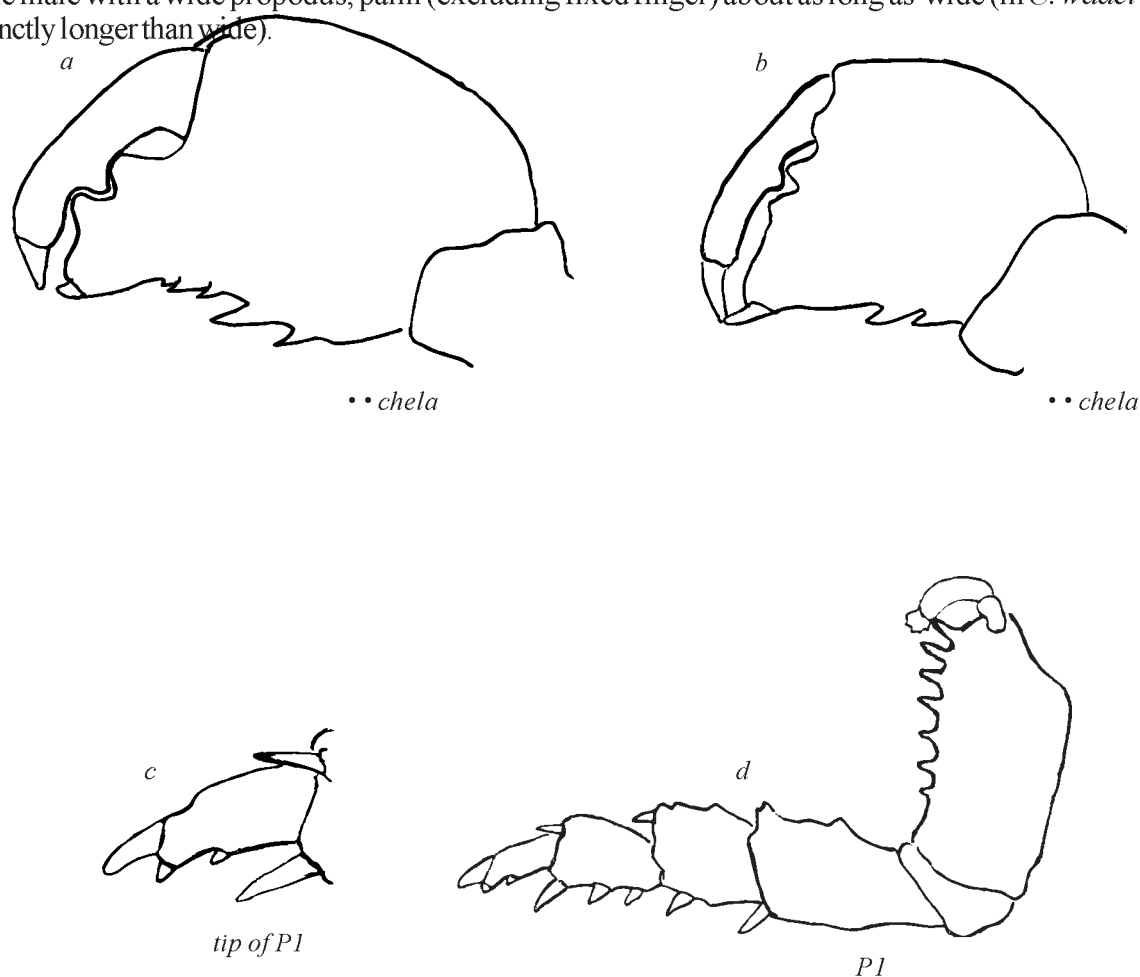 male with a wide propodus; palm (excluding fixed finger) about as long as wide (in C.
longer than wide).
a
b
•• chela
•• chela
c
d
tip of P1
P1